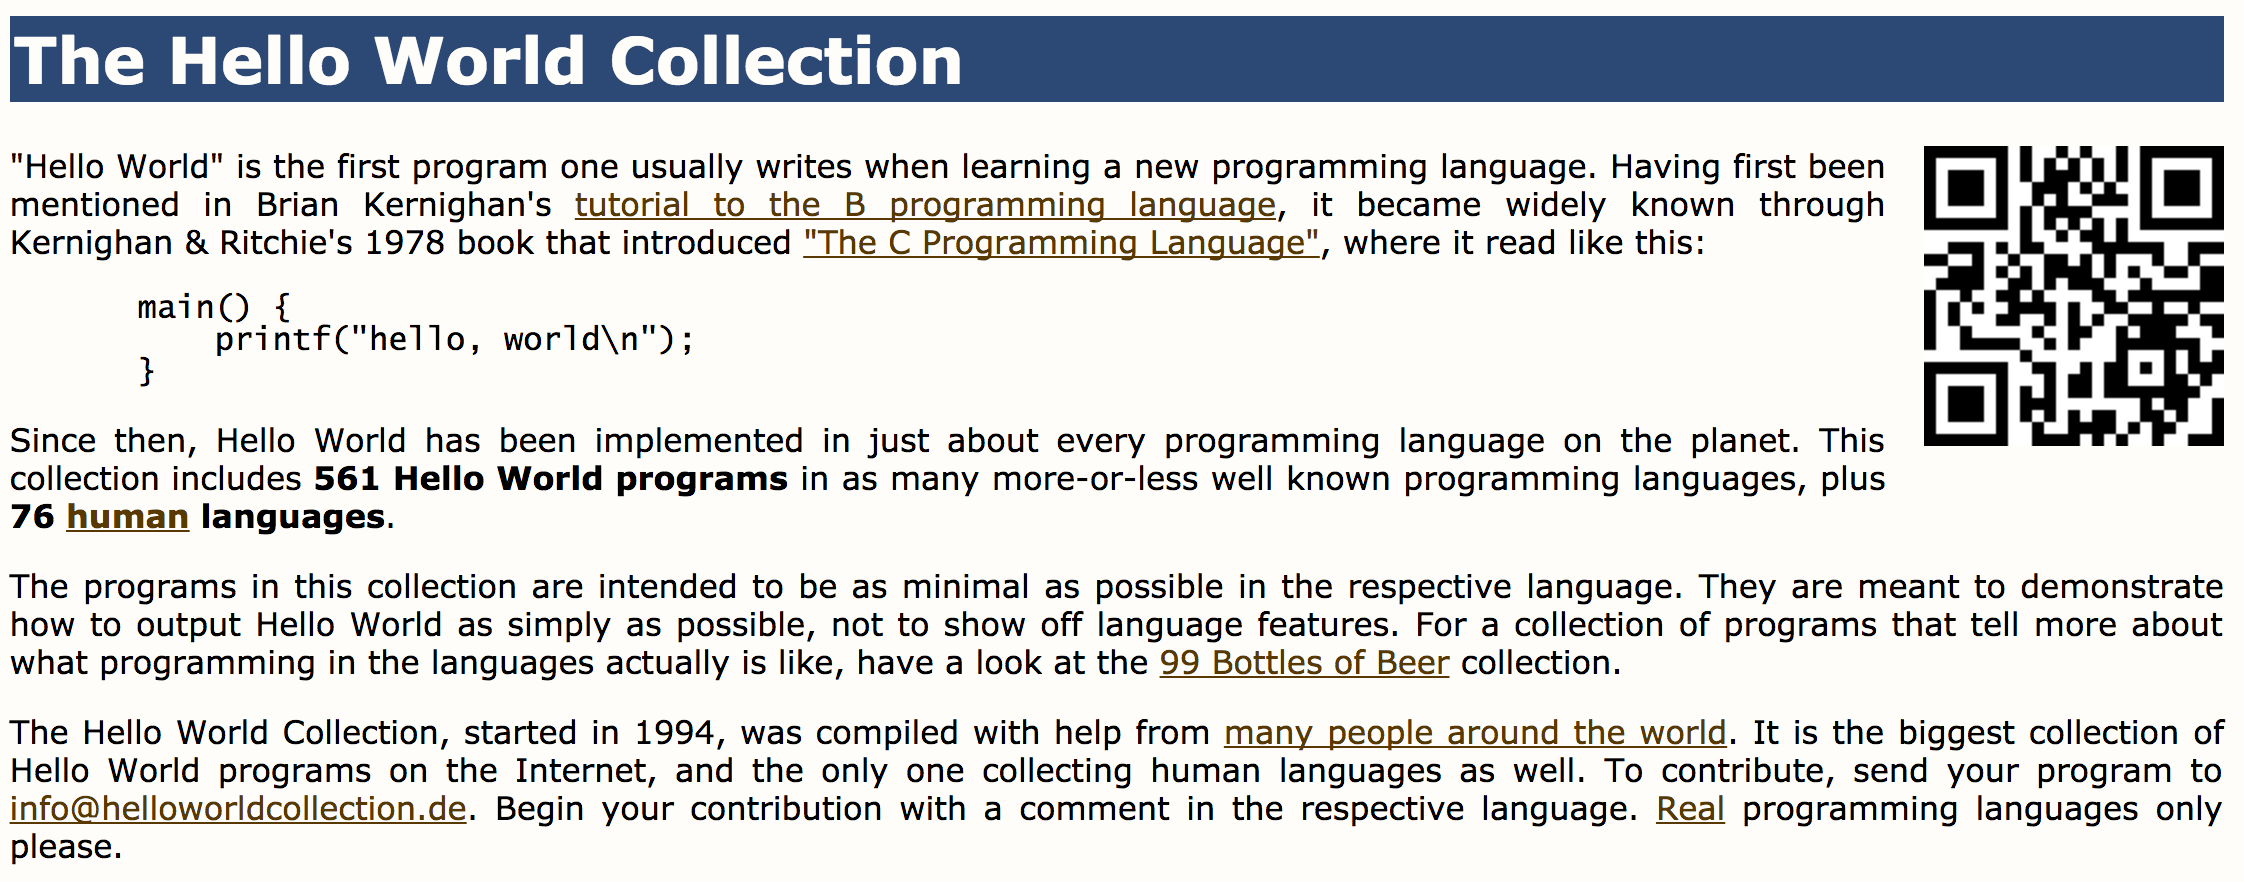 The Hello World Collection
"Hello World" is the first program one usually writes when learning a new programming language. Having first been
mentioned in Brian Kernighan's tutorial to the B programming language, it became widely known through
Kernighan & Ritchie's 1978 book that introduced "The C Programming Language", where it read like this:
main() {
    printf("hello, world\n");
}
Since then, Hello World has been implemented in just about every programming language on the planet. This
collection includes 561 Hello World programs in as many more-or-less well known programming languages, plus
76 human languages.
The programs in this collection are intended to be as minimal as possible in the respective language. They are meant to demonstrate
how to output Hello World as simply as possible, not to show off language features. For a collection of programs that tell more about
what programming in the languages actually is like, have a look at the 99 Bottles of Beer collection.
The Hello World Collection, started in 1994, was compiled with help from many people around the world. It is the biggest collection of
Hello World programs on the Internet, and the only one collecting human languages as well. To contribute, send your program to
info@helloworldcollection.de. Begin your contribution with a comment in the respective language. Real programming languages only
please.